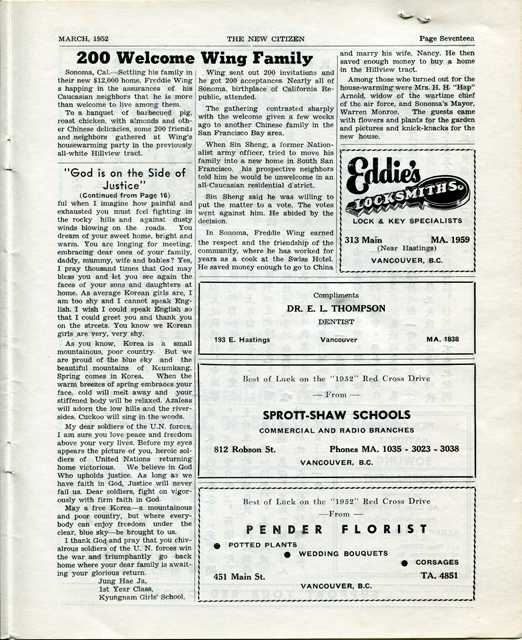 MARCH, 1952
THE NEW CITIZEN
Page Seventeen
200 Welcome Wing Family
Sonoma, Cal.—Settling his family in
their new $12,000 home, Freddie Wing
s happing in the assurances of his
Caucasian neighbors that he is more
than welcome to live among them.
To a banquet of barbecued pig,
roast chicken, with almonds and oth-
er Chinese delicacies, some 200 friends
and neighbors gathered at Wing's
housewarming party in the previously
all-white Hillview tract.
Wing sent out 200 invitations and
he got 200 acceptances. Nearly all of
Sonoma, birthplace of California Re-
public, attended.
The gathering contrasted sharply
with the welcome given a few weeks
ago to another Chinese family in the
San Francisco Bay area.
When Sin Sheng, a former Nation-
alist army officer, tried to move his
family into a new home in South San
Francisco, his prospective neighbors
told him he would be unwelcome in an
all-Caucasian residential district.
Sin Sheng said he was willing to
put the matter to a vote. The votes
went against him. He abided by the
decision.
In Sonoma, Freddie Wing earned
the respect and the friendship of the
community, where he has worked for
years as a cook at the Swiss Hotel.
He saved money enough to go to China
and marry his wife, Nancy. He then
saved enough money to buy a home
in the Hillview tract.
Among those who turned out for the
house-warming were Mrs. H. H. "Hap"
Arnold, widow of the wartime chief
of the air force, and Sonoma's Mayor,
Warren Monroe. The guests came
with flowers and plants for the garden
and pictures and knick-knacks for the
new house.
"God is on the Side of
Justice"
(Continued from Page 16)
ful when I imagine how painful and
exhausted you must feel fighting in
the rocky hills and against dusty
winds blowing on the roads. You
dream of your sweet home, bright and
warm. You are longing for meeting,
embracing dear ones of your family,
daddy, mummy, wife and babies? Yes,
I pray thousand times that God may
bless you and let you see again the
faces of your sons and daughters at
home. As average Korean girls are, I
am too shy and I cannot speak Eng-
lish. I wish I could speak English so
that I could greet you and thank you
on the streets. You know we Korean
girls are very, very shy.
As you know, Korea is a small
mountainous, poor country. But we
are proud of the blue sky and the
beautiful mountains of Keumkang.
Spring comes in Korea. When the
warm breezes of spring embraces your
face, cold will melt away and your
stiffened body will be relaxed. Azaleas
will adorn the low hills and the river-
sides. Cuckoo will sing in the woods.
My dear soldiers of the U.N. forces,
I am sure you love peace and freedom
above your very lives. Before my eyes
appears the picture of you, heroic sol-
diers of United Nations returning
home victorious. We believe in God
Who upholds justice. As long as we
have faith in God, Justice will never
fail us. Dear soldiers, fight on vigor-
ously with firm faith in God.
May a free Korea—a mountainous
and poor country, but where every-
body can enjoy freedom under the
clear, blue sky—be brought to us.
I thank God and pray that you chiv-
alrous soldiers of the U. N. forces win
the war and triumphantly go back
home where your dear family is await-
ing your glorious return.
Jung Hae Ja,
1st Year Class,
Kyungnam Girls' School.
Eddie's
LOCKSMITHS
LOCK & KEY SPECIALISTS
313 Main MA. 1959
(Near Hastings)
VANCOUVER, B.C.
Compliments
DR. E. L. THOMPSON
DENTIST
193 E. Hastings Vancouver MA. 1838
Best of Luck on the "1952" Red Cross Drive
— From —
SPROTT-SHAW SCHOOLS
COMMERCIAL AND RADIO BRANCHES
812 Robson St. Phones MA. 1035 - 3023 - 3038
VANCOUVER, B.C.
Best of Luck on the "1952" Red Cross Drive
—From—
PENDER FLORIST
● POTTED PLANTS
● WEDDING BOUQUETS
● CORSAGES
451 Main St. TA. 4851
VANCOUVER, B.C.